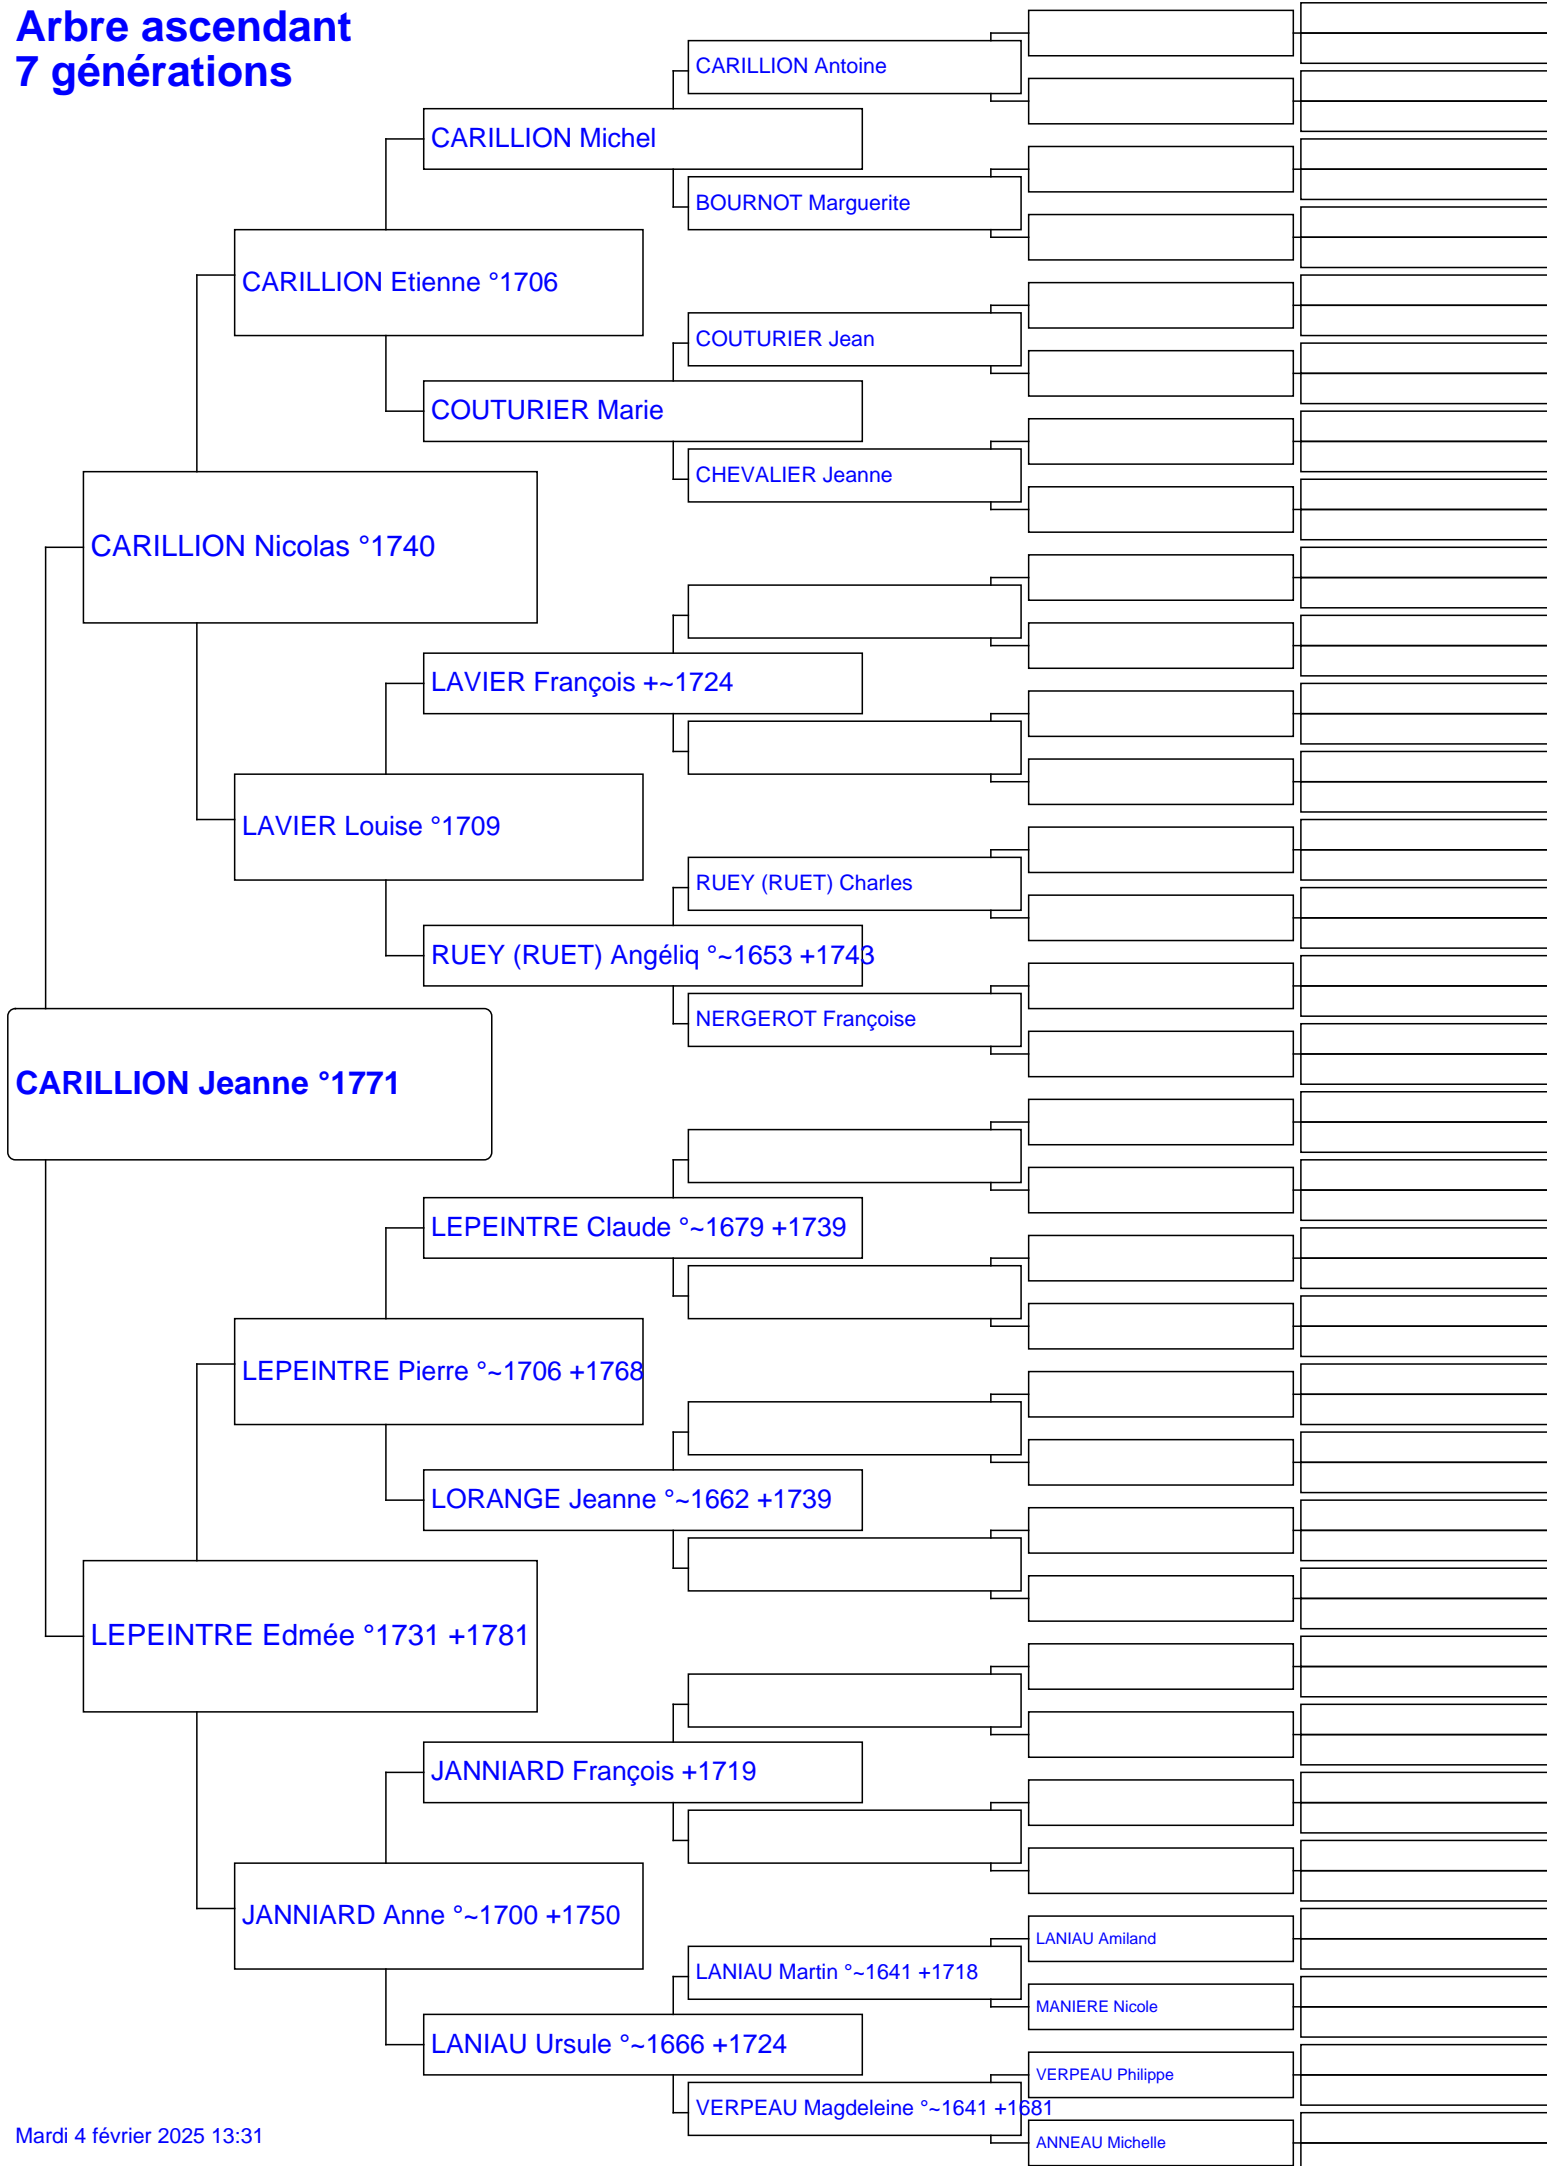 Arbre ascendant
7 générations
CARILLION Antoine
CARILLION Michel
BOURNOT Marguerite
CARILLION Etienne °1706
COUTURIER Jean
COUTURIER Marie
CHEVALIER Jeanne
CARILLION Nicolas °1740
LAVIER François +~1724
LAVIER Louise °1709
RUEY (RUET) Charles
RUEY (RUET) Angéliq °~1653 +1743
NERGEROT Françoise
CARILLION Jeanne °1771
LEPEINTRE Claude °~1679 +1739
LEPEINTRE Pierre °~1706 +1768
LORANGE Jeanne °~1662 +1739
LEPEINTRE Edmée °1731 +1781
JANNIARD François +1719
JANNIARD Anne °~1700 +1750
LANIAU Amiland
LANIAU Martin °~1641 +1718
MANIERE Nicole
LANIAU Ursule °~1666 +1724
VERPEAU Philippe
VERPEAU Magdeleine °~1641 +1681
ANNEAU Michelle
Mardi 4 février 2025 13:31